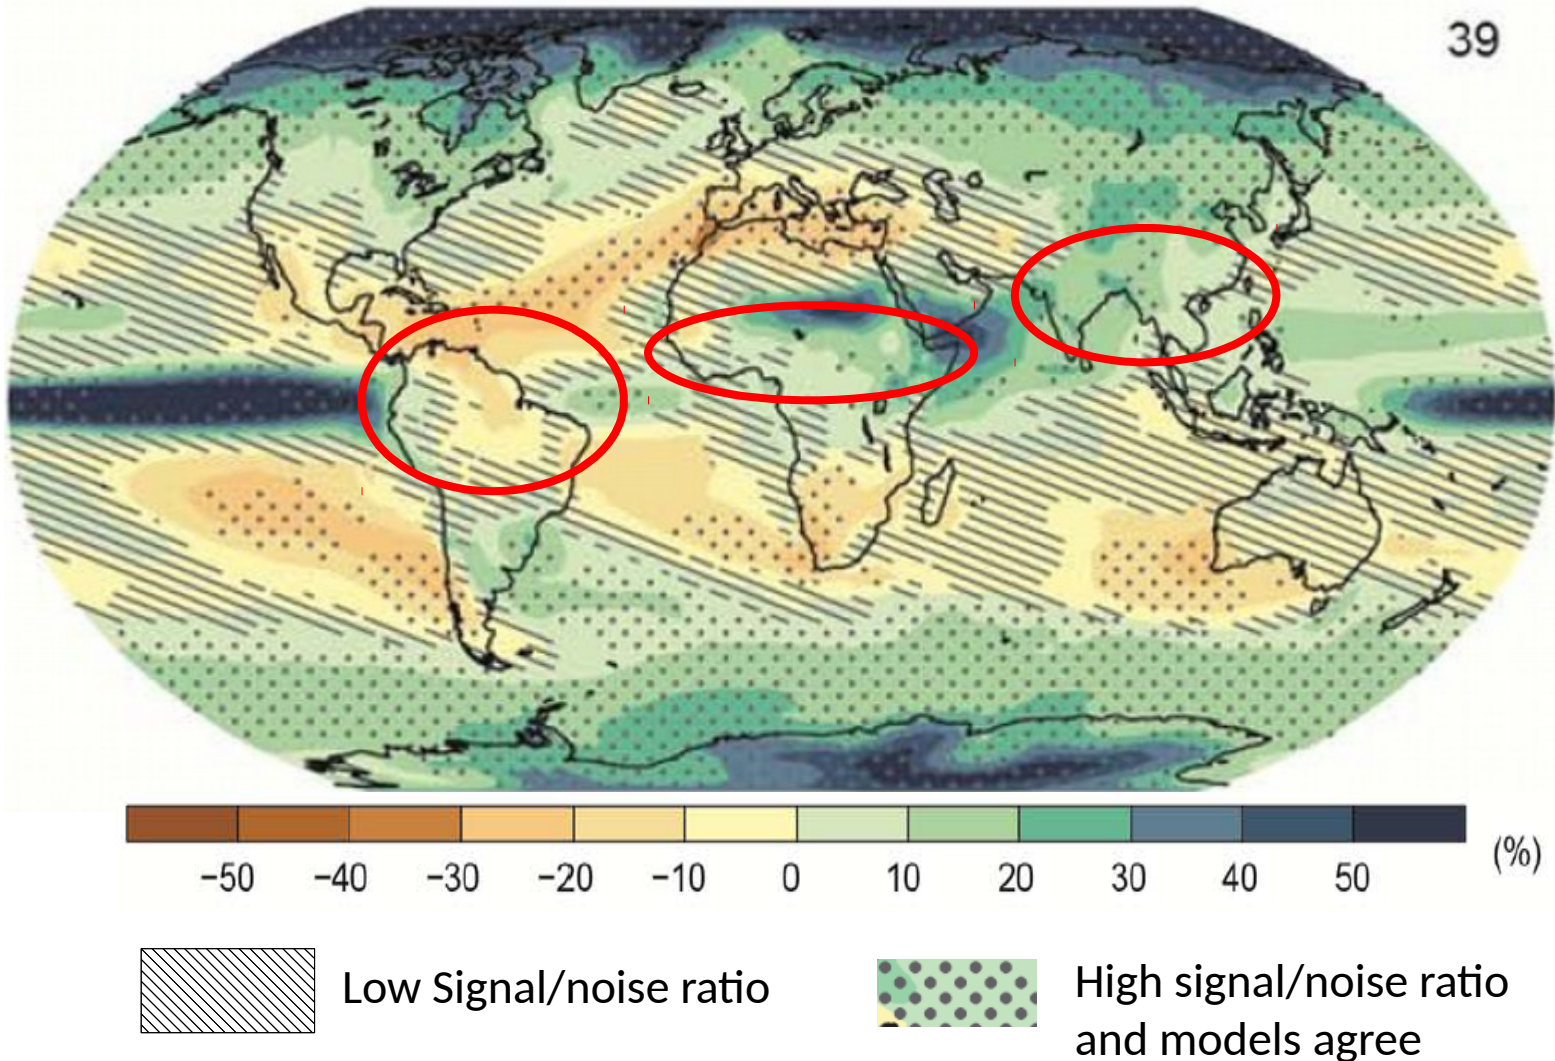 39
−50 −40 −30 −20 −10 0 10 20 30 40 50 (%)
Low Signal/noise ratio
High signal/noise ratio
and models agree